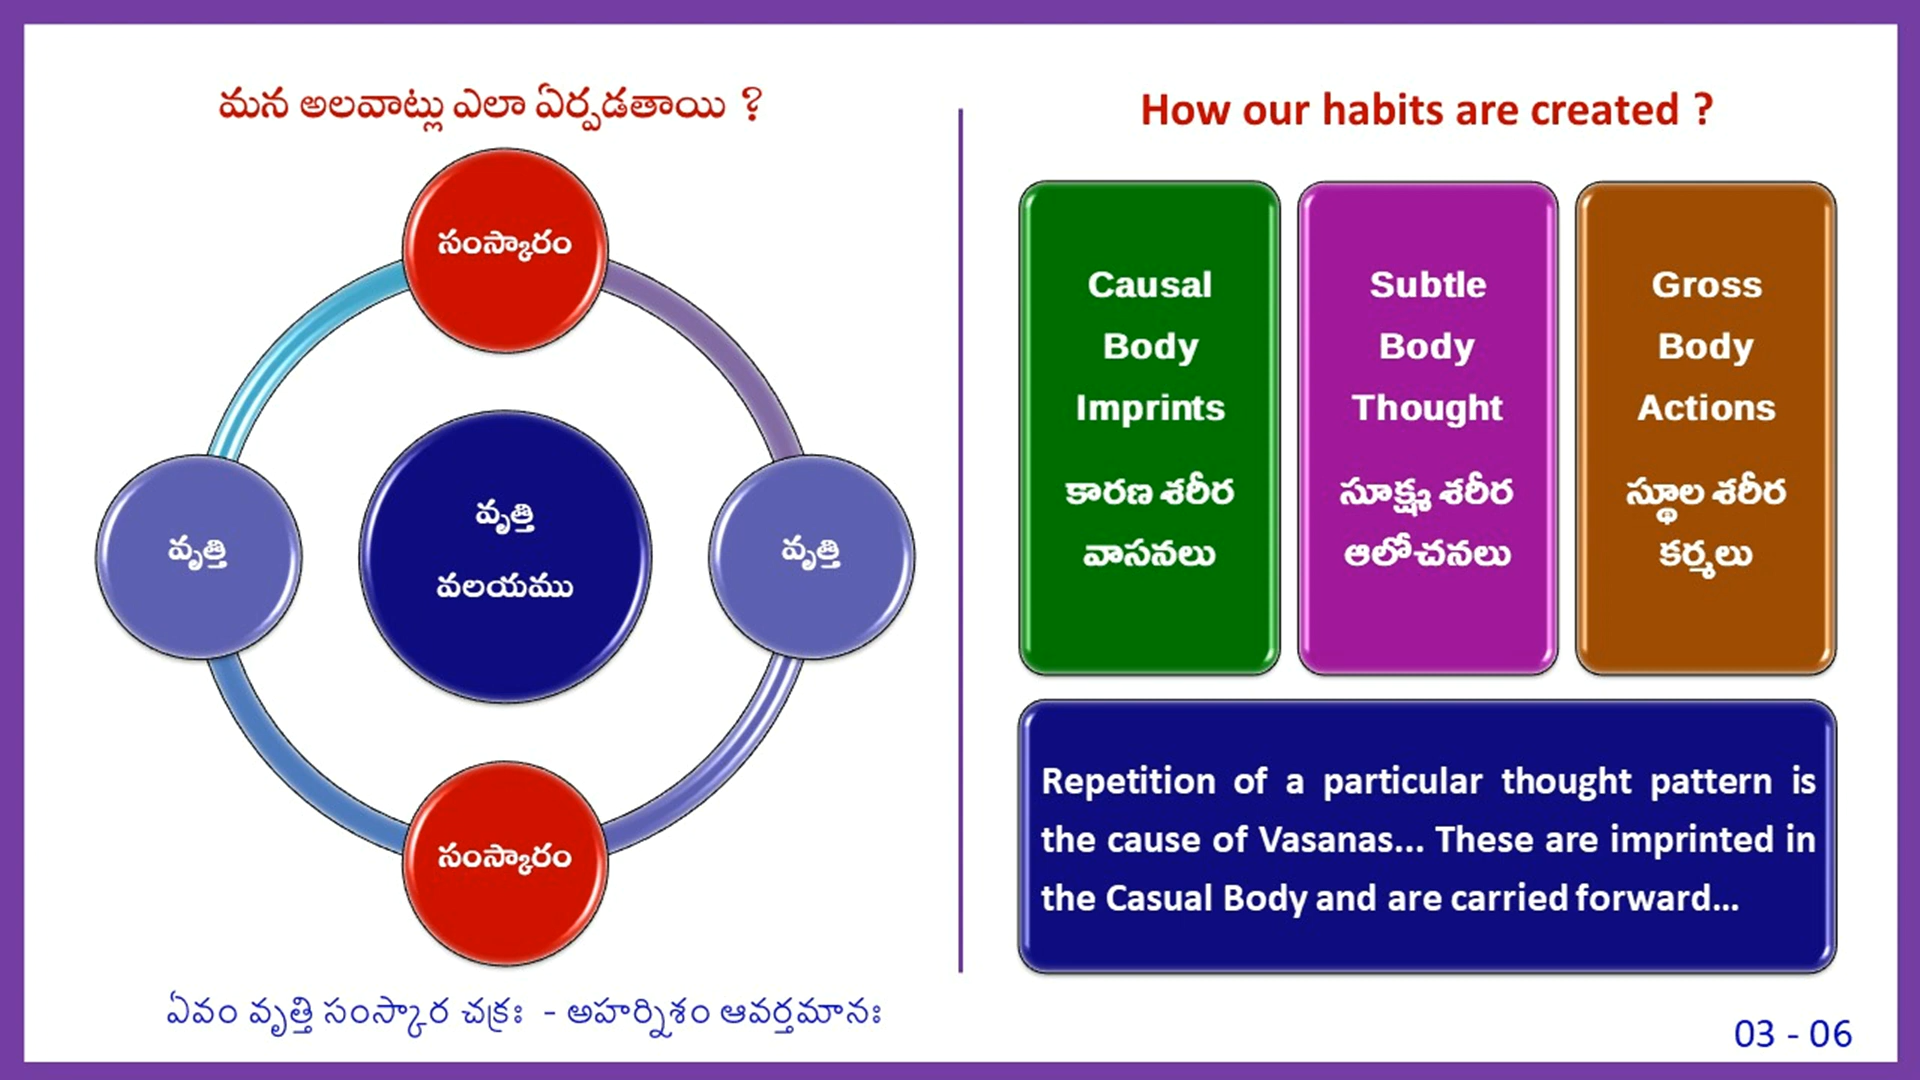 మన అలవాట్లు ఎలా ఏర్పడతాయి ?
సంస్కారం
వృత్తి
వృత్తి
వలయము
వృత్తి
సంస్కారం
ఏవం వృత్తి సంస్కార చక్రః - అహర్నిశం ఆవర్తమానః
How our habits are created ?
Causal
Body
Imprints
కారణ శరీర
వాసనలు
Subtle
Body
Thought
సూక్ష్మ శరీర
ఆలోచనలు
Gross
Body
Actions
స్థూల శరీర
కర్మలు
Repetition of a particular thought pattern is
the cause of Vasanas... These are imprinted in
the Casual Body and are carried forward...
03 - 06